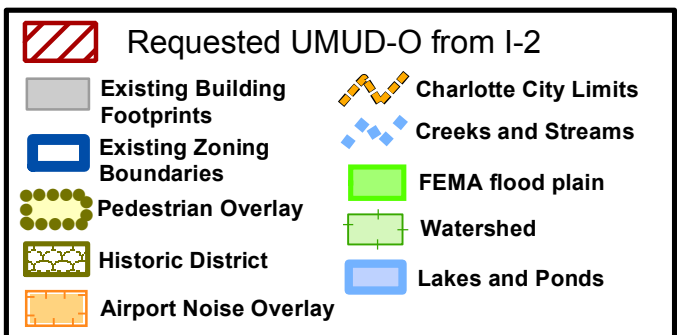 Requested UMUD-O from I-2
Existing Building
Footprints
Existing Zoning
Boundaries
Pedestrian Overlay
Historic District
Airport Noise Overlay
Charlotte City Limits
Creeks and Streams
FEMA flood plain
Watershed
Lakes and Ponds